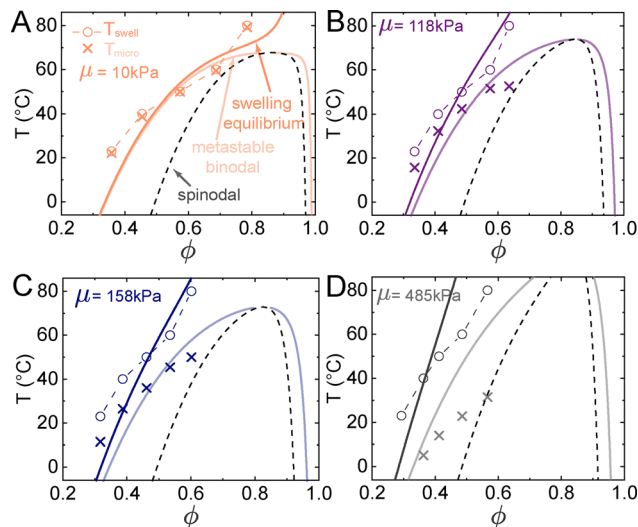 A
T swell
T micro
μ = 10kPa
swelling
equilibrium
metastable
binodal
spinodal
T (°C)
80
60
40
20
0
0.2 0.4 0.6 0.8 1.0
ϕ
B
μ = 118kPa
T (°C)
80
60
40
20
0
0.2 0.4 0.6 0.8 1.0
ϕ
C
μ = 158kPa
T (°C)
80
60
40
20
0
0.2 0.4 0.6 0.8 1.0
ϕ
D
μ = 485kPa
T (°C)
80
60
40
20
0
0.2 0.4 0.6 0.8 1.0
ϕ